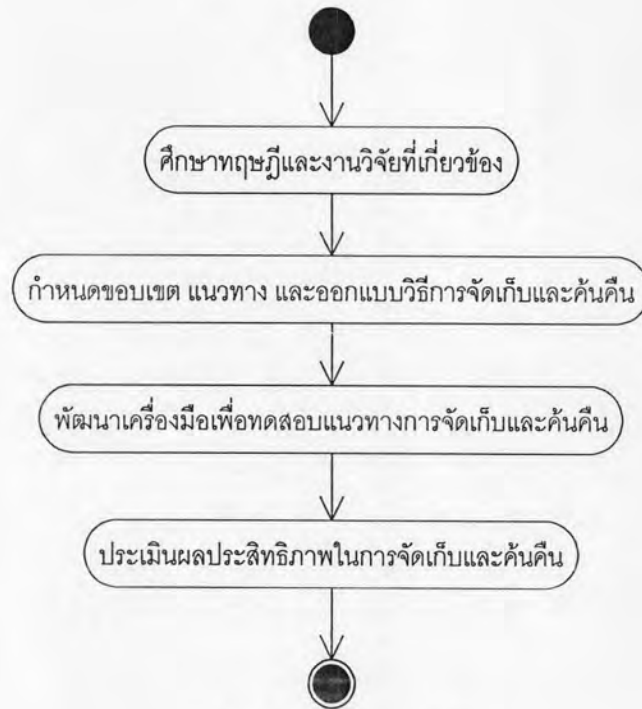 ศึกษาทฤษฎีและงานวิจัยที่เกี่ยวข้อง
กำหนดขอบเขต แนวทาง และออกแบบวิธีการจัดเก็บและค้นคืน
พัฒนาเครื่องมือเพื่อทดสอบแนวทางการจัดเก็บและค้นคืน
ประเมินผลประสิทธิภาพในการจัดเก็บและค้นคืน